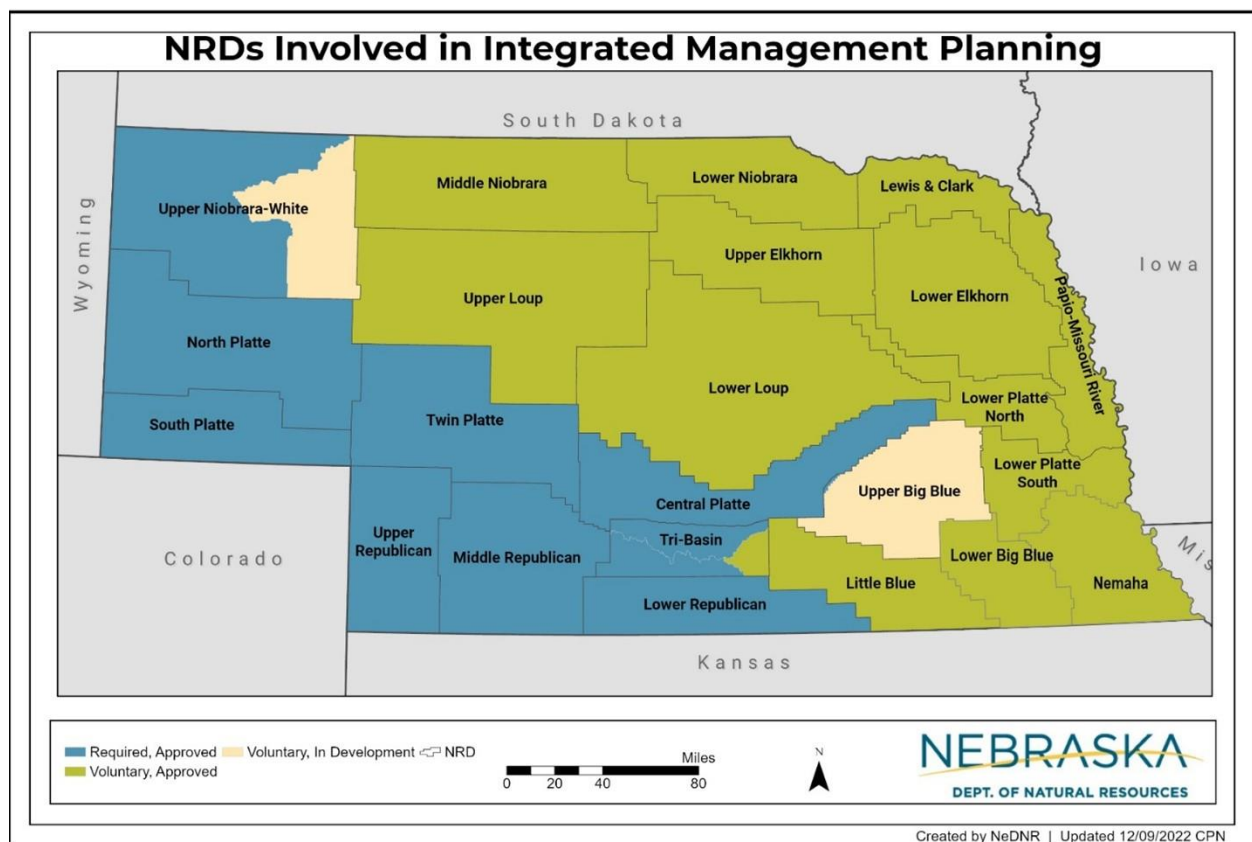 NRDs Involved in Integrated Management Planning
South Dakota
Wyoming
Iowa
Colorado
Kansas
Mis
Upper Niobrara-White
Middle Niobrara
Lower Niobrara
Lewis & Clark
Upper Elkhorn
Lower Elkhorn
Papio-Missouri River
Upper Loup
North Platte
Lower Loup
Lower Platte
North
South Platte
Twin Platte
Lower Platte
South
Upper Big Blue
Central Platte
Upper
Republican
Middle Republican
Tri-Basin
Lower Big Blue
Little Blue
Nemaha
Lower Republican
Required, Approved
Voluntary, In Development
NRD
Voluntary, Approved
Miles
0 20 40 80
N
NEBRASKA
DEPT. OF NATURAL RESOURCES
Created by NeDNR | Updated 12/09/2022 CPN